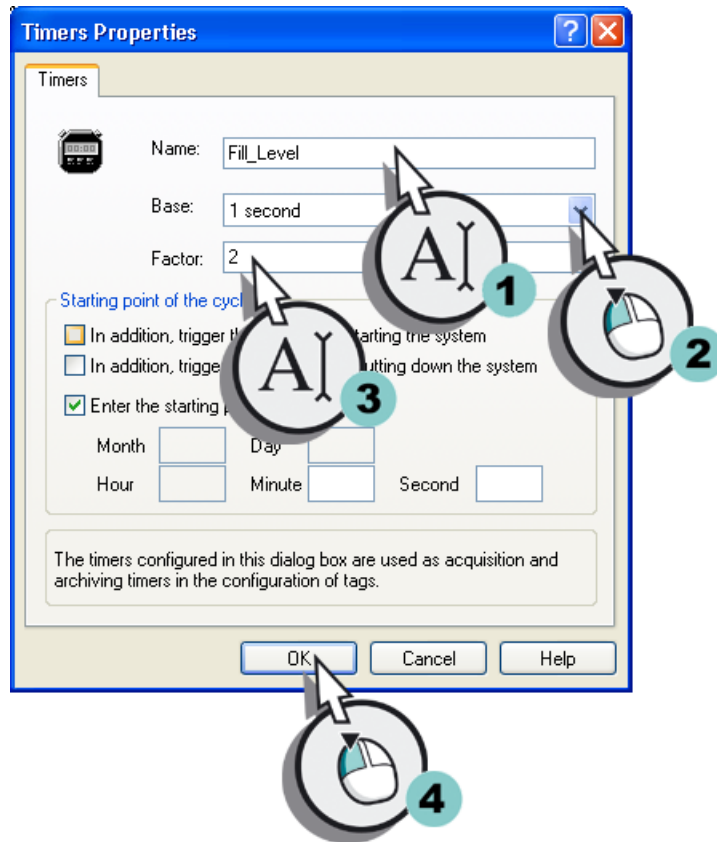 Timers Properties
Timers
00:00
Name: Fill_Level
Base: 1 second
Factor: 2
Starting point of the cycl
In addition, trigger th arting the system
In addition, trigge utting down the system
Enter the starting
Month Day
Hour Minute Second
The timers configured in this dialog box are used as acquisition and
archiving timers in the configuration of tags.
OK Cancel Help
A 1
2
A 3
4